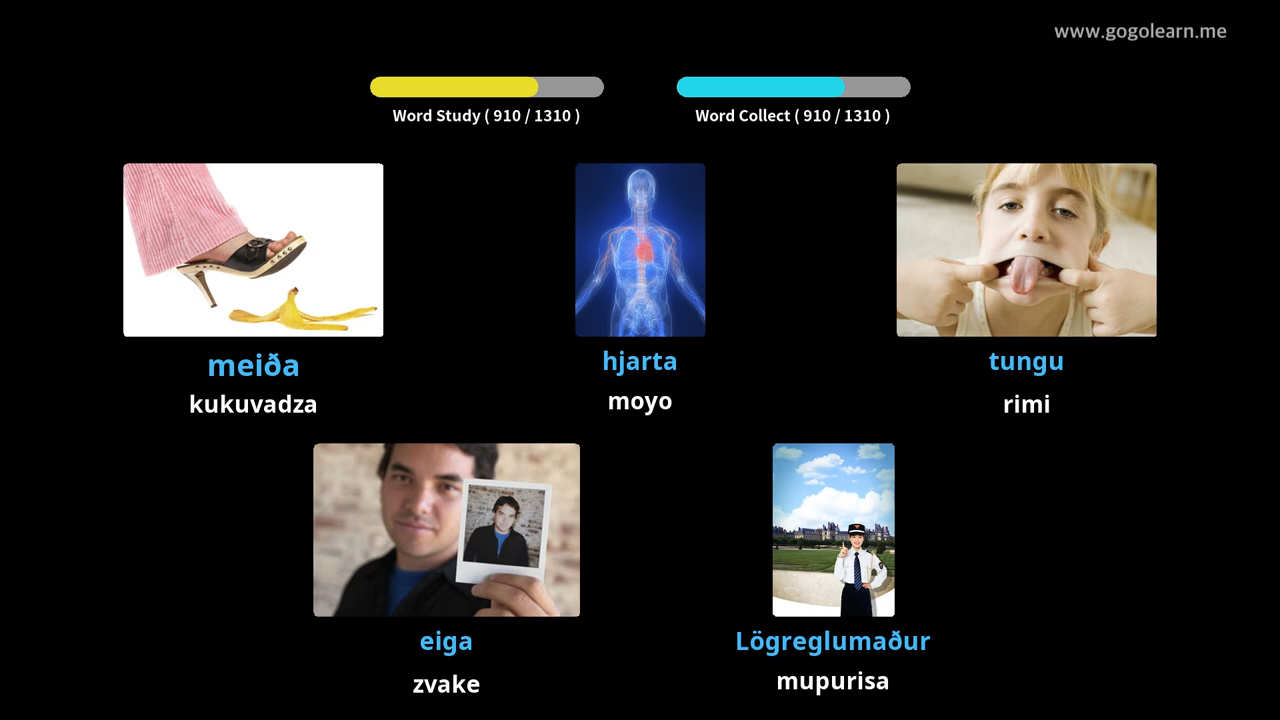 www.gogolearn.me
Word Study ( 910 / 1310 )
Word Collect ( 910 / 1310 )
meiða
kukuvadza
hjarta
moyo
tungu
rimi
eiga
zvake
Lögreglumaður
mupurisa